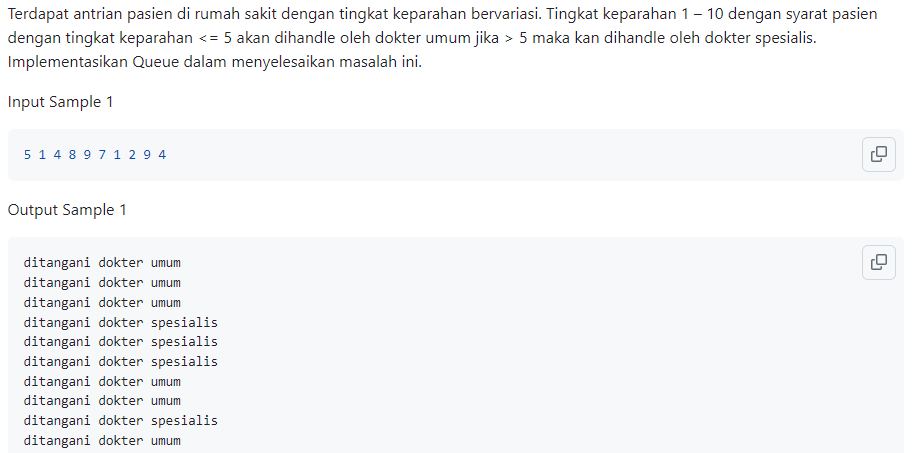 Terdapat antrian pasien di rumah sakit dengan tingkat keparahan bervariasi. Tingkat keparahan 1 – 10 dengan syarat pasien
dengan tingkat keparahan <= 5 akan dihandle oleh dokter umum jika > 5 maka kan dihandle oleh dokter spesialis.
Implementasikan Queue dalam menyelesaikan masalah ini.
Input Sample 1
5 1 4 8 9 7 1 2 9 4
Output Sample 1
ditangani dokter umum
ditangani dokter umum
ditangani dokter umum
ditangani dokter spesialis
ditangani dokter spesialis
ditangani dokter spesialis
ditangani dokter umum
ditangani dokter umum
ditangani dokter spesialis
ditangani dokter umum